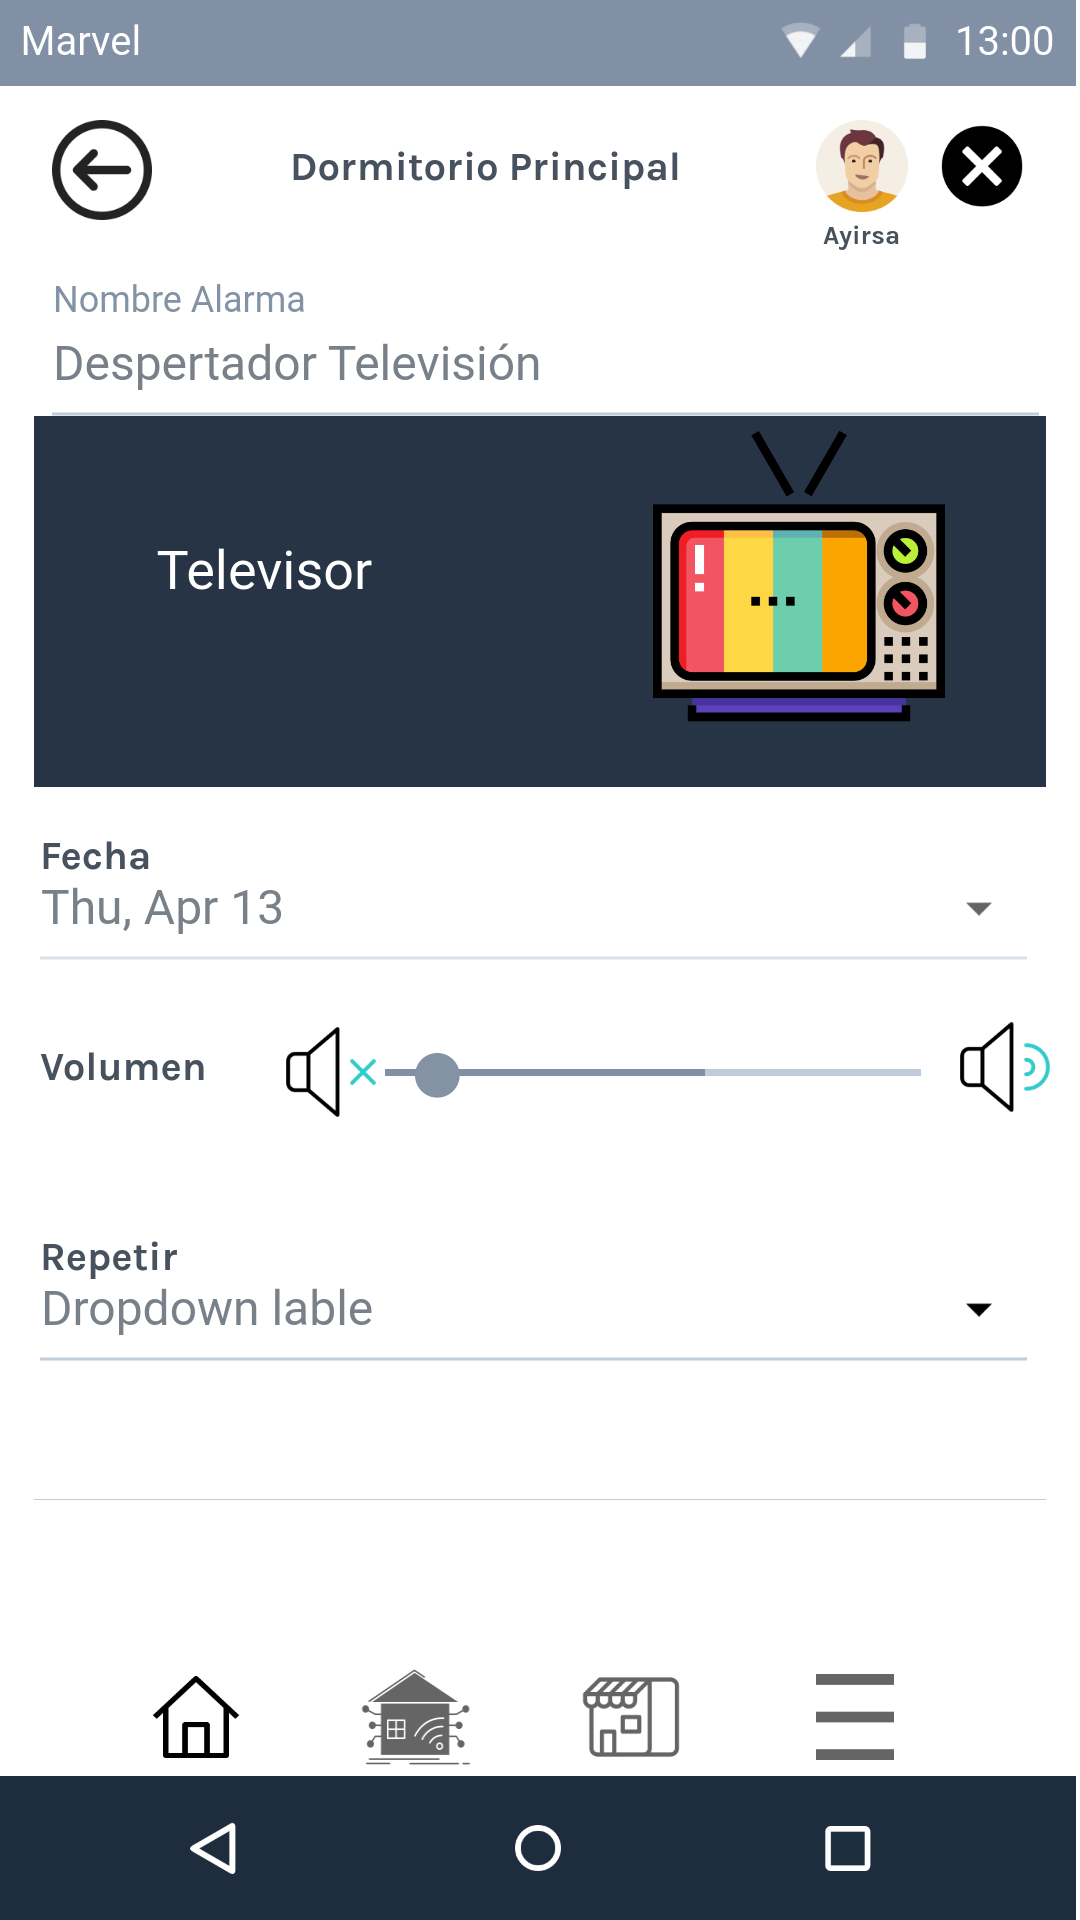 Marvel 13:00
Dormitorio Principal
Ayirsa
Nombre Alarma
Despertador Televisión
Televisor
Fecha
Thu, Apr 13
Volumen
Repetir
Dropdown lable